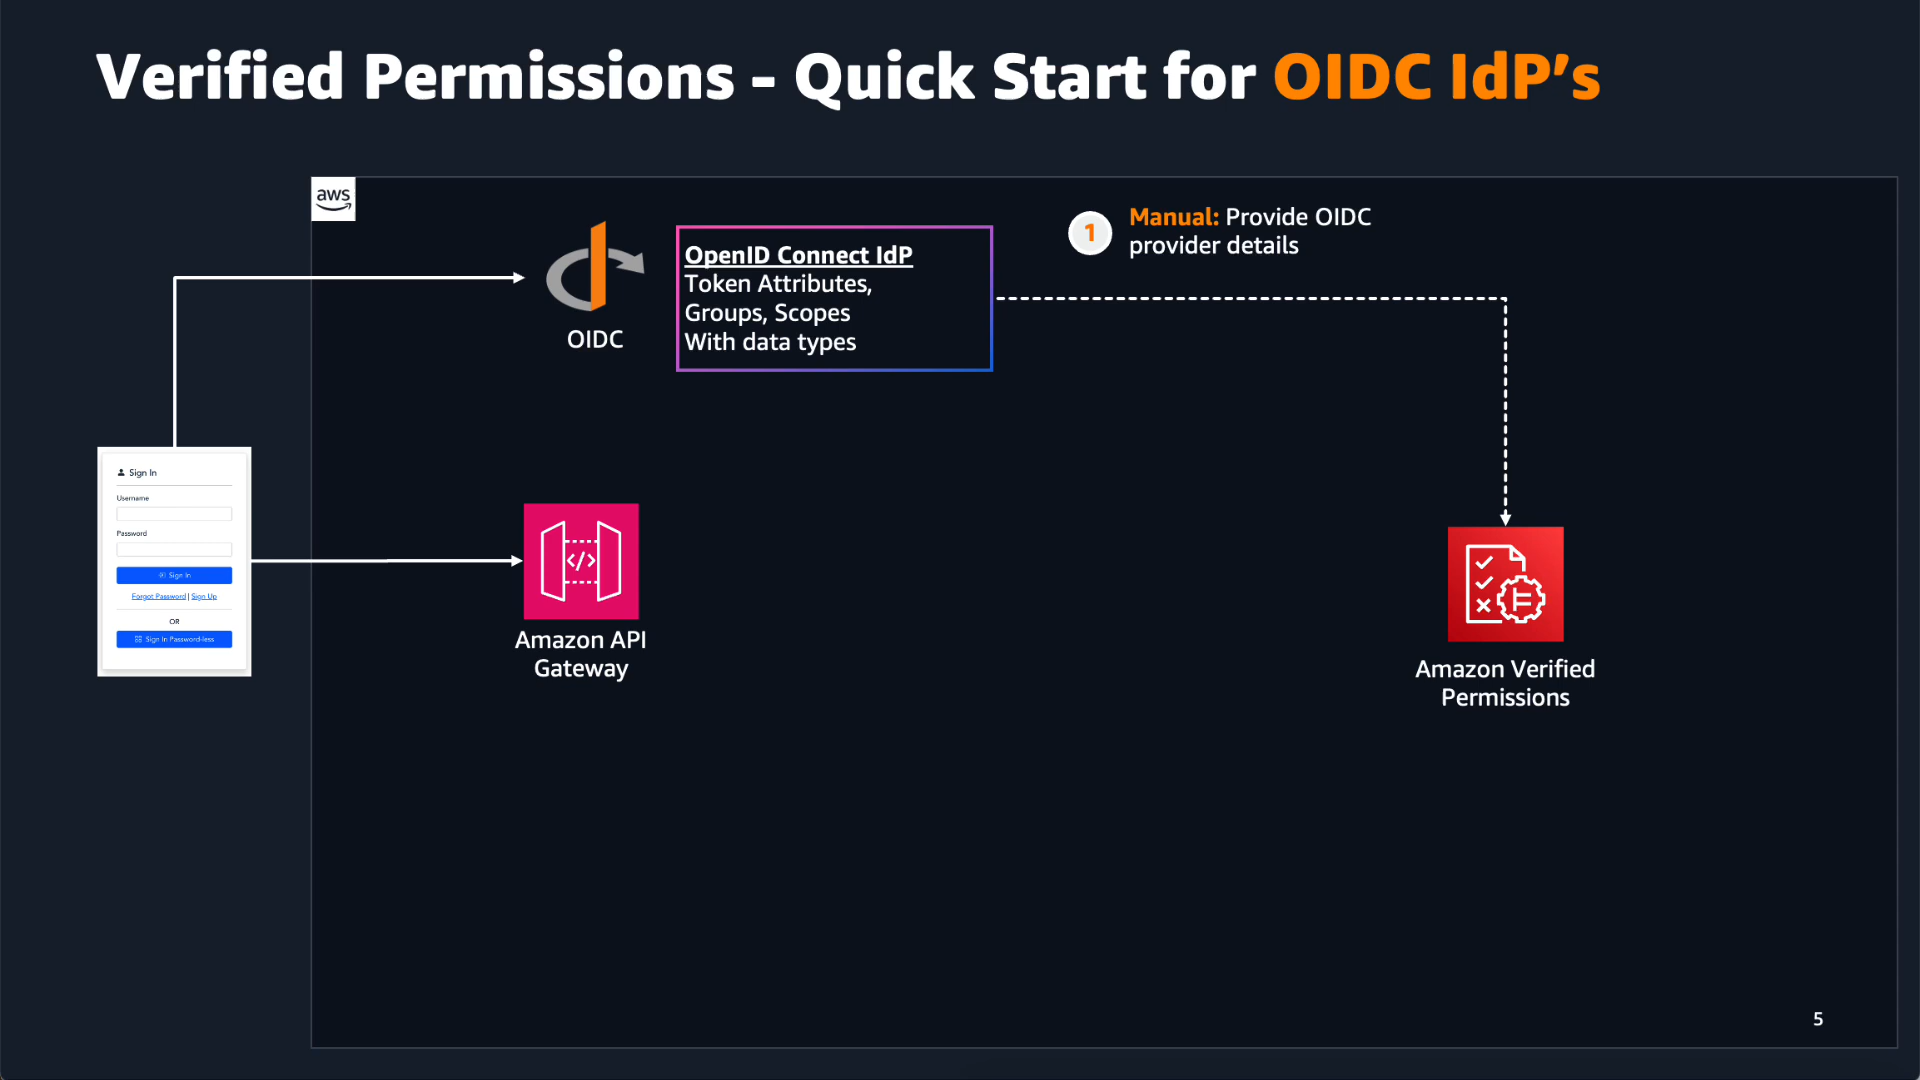 Verified Permissions - Quick Start for OIDC IdP’s
aws
1
Manual: Provide OIDC
provider details
OpenID Connect IdP
Token Attributes,
Groups, Scopes
With data types
OIDC
Sign In
Username
Password
Sign In
Forgot Password | Sign Up
OR
Sign In Password-less
</>
Amazon API
Gateway
Amazon Verified
Permissions
5